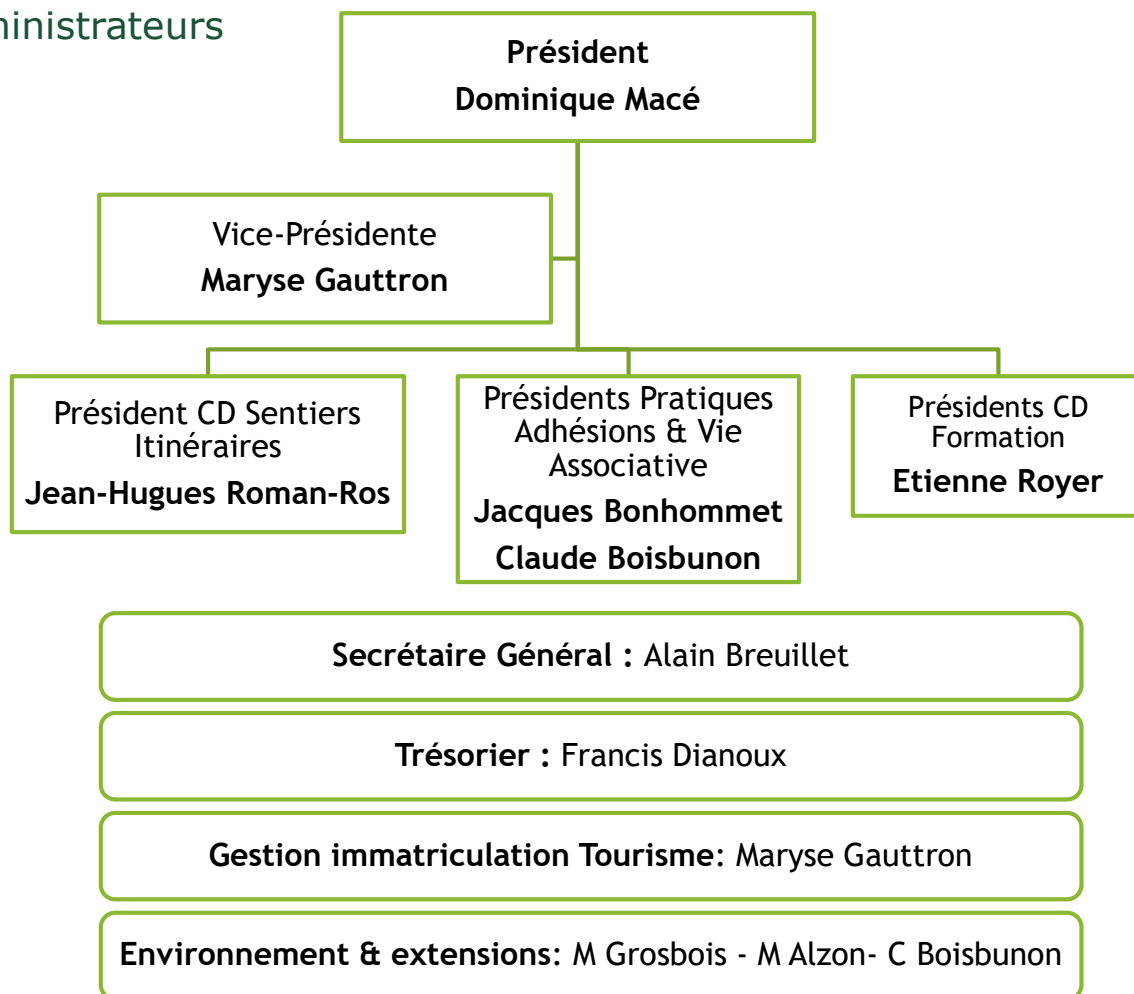 ministrateurs
Président
Dominique Macé
Vice-Présidente
Maryse Gauttron
Président CD Sentiers
Itinéraires
Jean-Hugues Roman-Ros
Présidents Pratiques
Adhésions & Vie
Associative
Jacques Bonhommet
Claude Boisbunon
Présidents CD
Formation
Etienne Royer
Secrétaire Général : Alain Breuillet
Trésorier : Francis Dianoux
Gestion immatriculation Tourisme: Maryse Gauttron
Environnement & extensions: M Grosbois - M Alzon- C Boisbunon